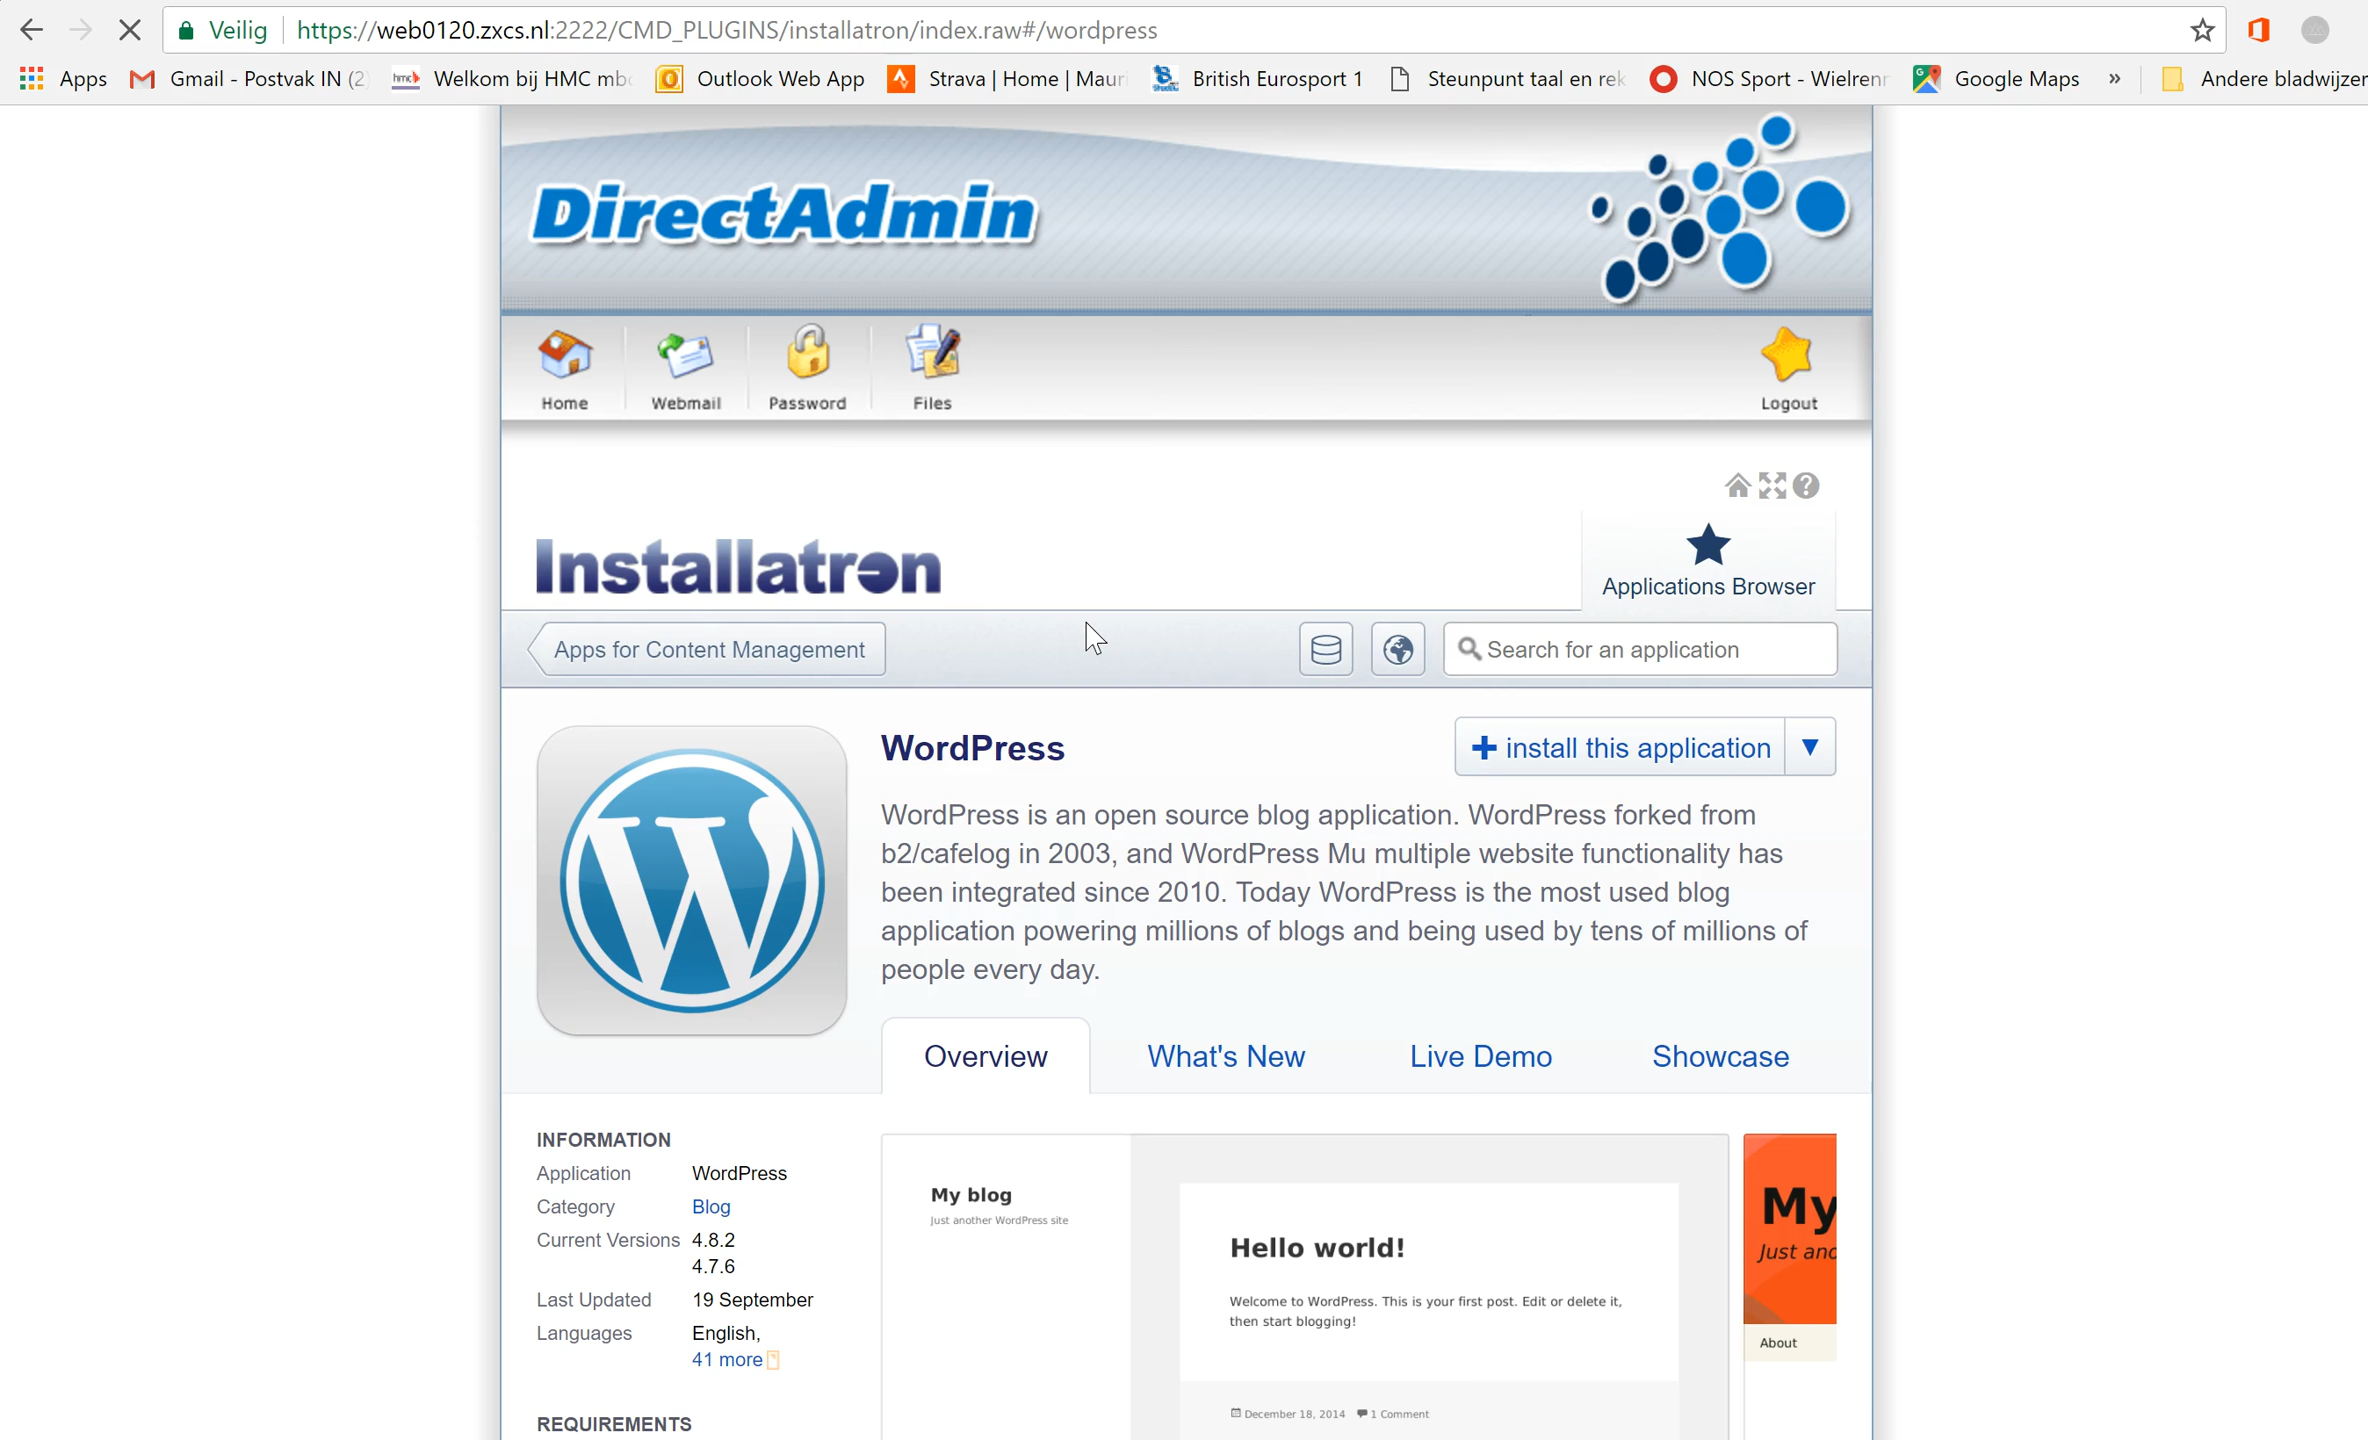 Veilig https://web0120.zxcs.nl:2222/CMD_PLUGINS/installatron/index.raw#/wordpress
Apps Gmail - Postvak IN (2) hmc Welkom bij HMC mb Outlook Web App Strava | Home | Mauri British Eurosport 1 Steunpunt taal en rek NOS Sport - Wielrenn Google Maps » Andere bladwijzer
DirectAdmin
Home Webmail Password Files Logout
Installatron
Applications Browser
Apps for Content Management Search for an application
WordPress
install this application
WordPress is an open source blog application. WordPress forked from
b2/cafelog in 2003, and WordPress Mu multiple website functionality has
been integrated since 2010. Today WordPress is the most used blog
application powering millions of blogs and being used by tens of millions of
people every day.
Overview What's New Live Demo Showcase
INFORMATION
Application WordPress
Category Blog
Current Versions 4.8.2
4.7.6
Last Updated 19 September
Languages English,
41 more
REQUIREMENTS
My blog
Just another WordPress site
Hello world!
Welcome to WordPress. This is your first post. Edit or delete it,
then start blogging!
December 18, 2014 1 Comment
My
Just ano
About